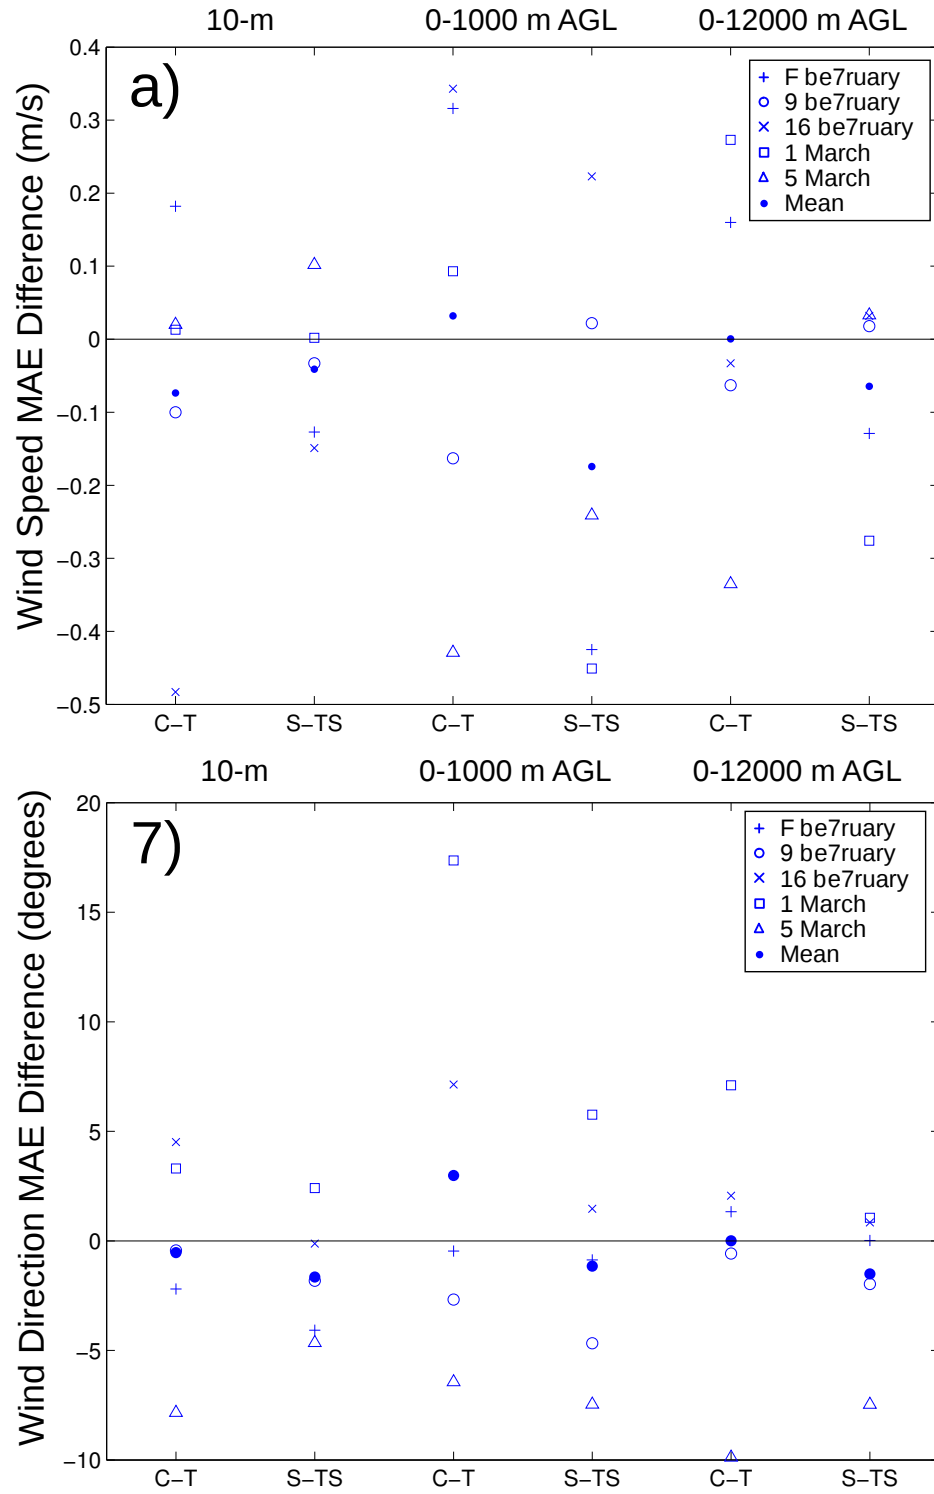 10-m 0-1000 m AGL 0-12000 m AGL
a)
Wind Speed MAE Difference (m/s)
0.4
0.3
0.2
0.1
0
−0.1
−0.2
−0.3
−0.4
−0.5
F be7ruary
9 be7ruary
16 be7ruary
1 March
5 March
Mean
C−T S−TS C−T S−TS C−T S−TS
10-m 0-1000 m AGL 0-12000 m AGL
7)
Wind Direction MAE Difference (degrees)
20
15
10
5
0
−5
−10
F be7ruary
9 be7ruary
16 be7ruary
1 March
5 March
Mean
C−T S−TS C−T S−TS C−T S−TS